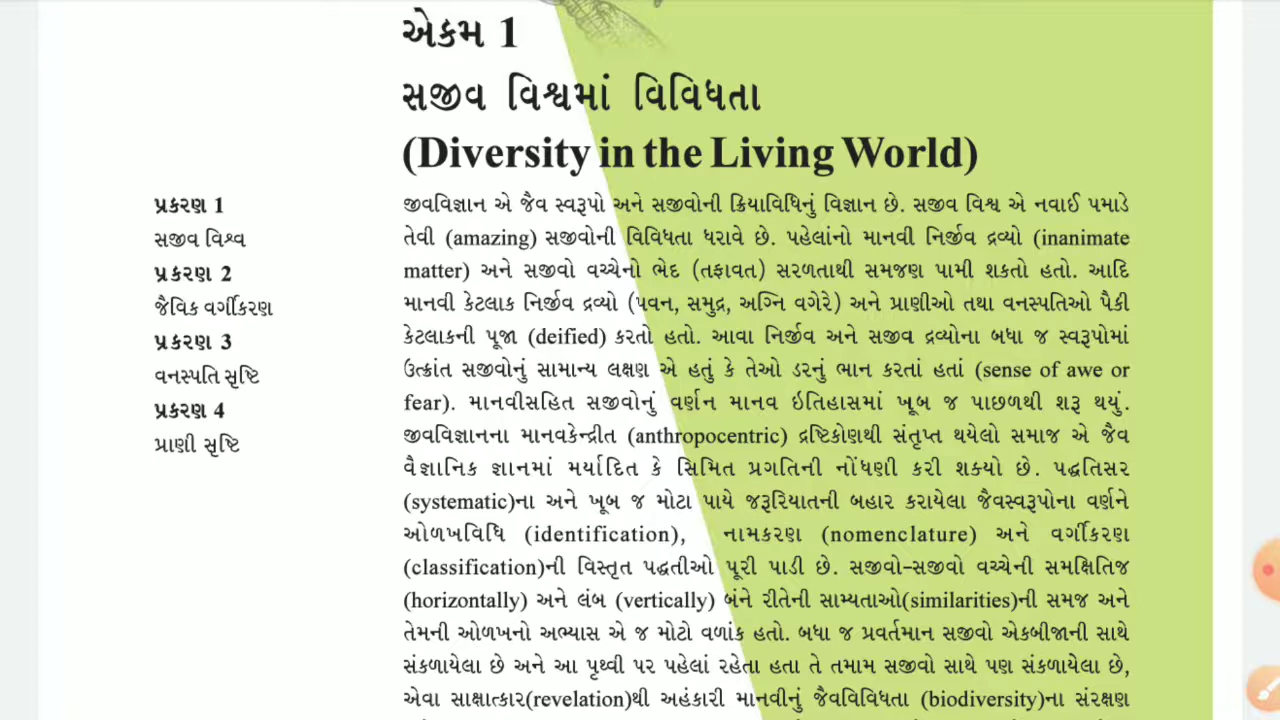 એકમ 1
સજીવ વિશ્વમાં વિવિધતા
(Diversity in the Living World)
પ્રકરણ 1
સજીવ વિશ્વ
પ્રકરણ 2
જૈવિક વર્ગીકરણ
પ્રકરણ 3
વનસ્પતિ સૃષ્ટિ
પ્રકરણ 4
પ્રાણી સૃષ્ટિ
જીવવિજ્ઞાન એ જૈવ સ્વરૂપો અને સજીવોની ક્રિયાવિધિનું વિજ્ઞાન છે. સજીવ વિશ્વ એ નવાઈ પમાડે
તેવી (amazing) સજીવોની વિવિધતા ધરાવે છે. પહેલાંનો માનવી નિર્જીવ દ્રવ્યો (inanimate
matter) અને સજીવો વચ્ચેનો ભેદ (તફાવત) સરળતાથી સમજણ પામી શકતો હતો. આદિ
માનવી કેટલાક નિર્જીવ દ્રવ્યો (પવન, સમુદ્ર, અગ્નિ વગેરે) અને પ્રાણીઓ તથા વનસ્પતિઓ પૈકી
કેટલાકની પૂજા (deified) કરતો હતો. આવા નિર્જીવ અને સજીવ દ્રવ્યોના બધા જ સ્વરૂપોમાં
ઉત્ક્રાંત સજીવોનું સામાન્ય લક્ષણ એ હતું કે તેઓ ડરનું ભાન કરતાં હતાં (sense of awe or
fear). માનવીસહિત સજીવોનું વર્ણન માનવ ઇતિહાસમાં ખૂબ જ પાછળથી શરૂ થયું.
જીવવિજ્ઞાનના માનવકેન્દ્રીત (anthropocentric) દ્રષ્ટિકોણથી સંતૃપ્ત થયેલો સમાજ એ જૈવ
વૈજ્ઞાનિક જ્ઞાનમાં મર્યાદિત કે સિમિત પ્રગતિની નોંધણી કરી શક્યો છે. પદ્ધતિસર
(systematic)ના અને ખૂબ જ મોટા પાયે જરૂરિયાતની બહાર કરાયેલા જૈવસ્વરૂપોના વર્ણને
ઓળખવિધિ (identification), નામકરણ (nomenclature) અને વર્ગીકરણ
(classification)ની વિસ્તૃત પદ્ધતીઓ પૂરી પાડી છે. સજીવો-સજીવો વચ્ચેની સમક્ષિતિજ
(horizontally) અને લંબ (vertically) બંને રીતેની સામ્યતાઓ(similarities)ની સમજ અને
તેમની ઓળખનો અભ્યાસ એ જ મોટો વળાંક હતો. બધા જ પ્રવર્તમાન સજીવો એકબીજાની સાથે
સંકળાયેલા છે અને આ પૃથ્વી પર પહેલાં રહેતા હતા તે તમામ સજીવો સાથે પણ સંકળાયેલા છે,
એવા સાક્ષાત્કાર(revelation)થી અહંકારી માનવીનું જૈવવિવિધતા (biodiversity)ના સંરક્ષણ